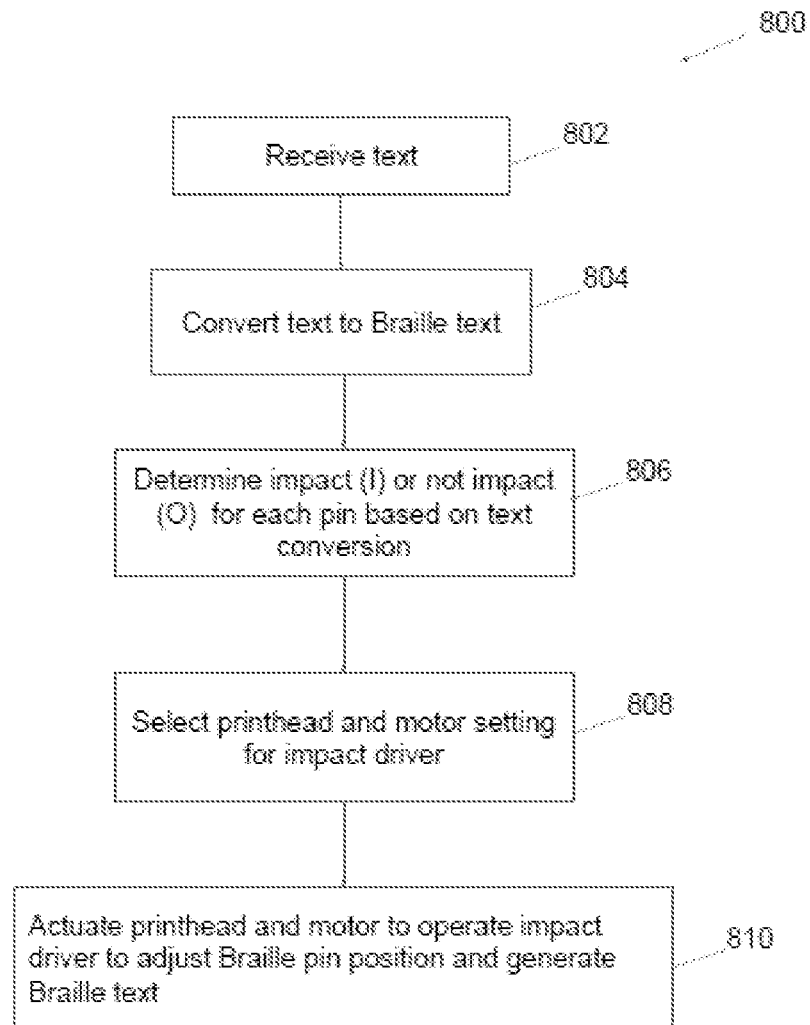 800
Receive text
802
Convert text to Braille text
804
Determine impact (I) or not impact
(O) for each pin based on text
conversion
806
Select printhead and motor setting
for impact driver
808
Actuate printhead and motor to operate impact
driver to adjust Braille pin position and generate
Braille text
810